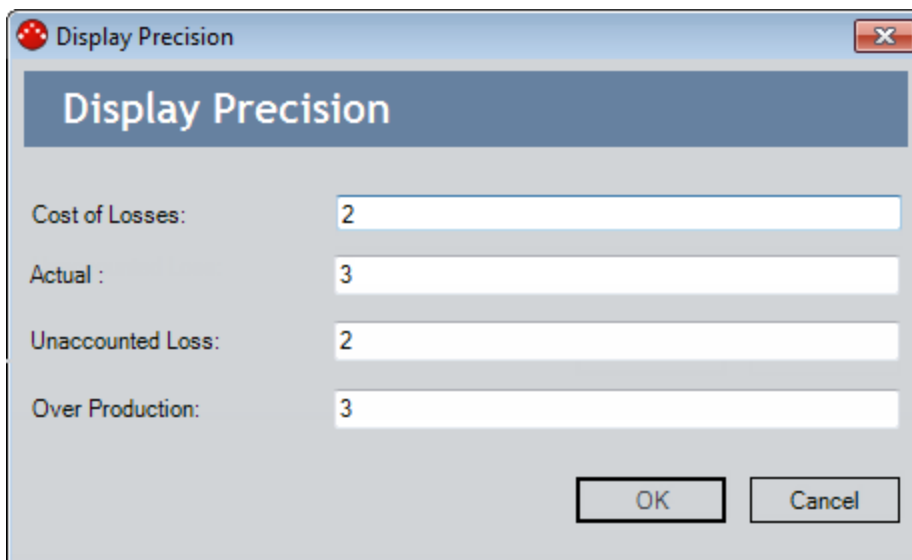 Display Precision
Display Precision
Cost of Losses: 2
Actual : 3
Unaccounted Loss: 2
Over Production: 3
OK Cancel